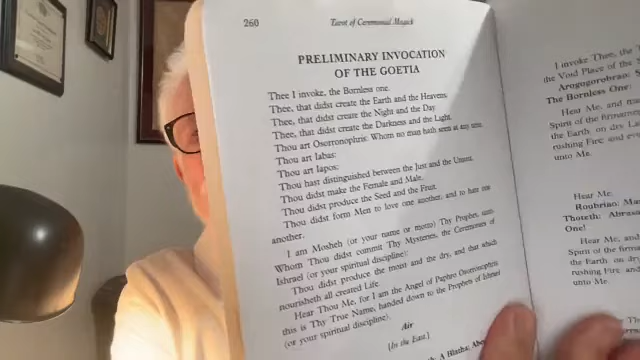 260
Tarot of Ceremonial Magick
PRELIMINARY INVOCATION
OF THE GOETIA
Thee I invoke, the Bornless one.
Thee, that didst create the Earth and the Heavens.
Thee, that didst create the Night and the Day.
Thee, that didst create the Darkness and the Light.
Thou art Osorronophris: Whom no man hath seen at any time.
Thou art Iabas:
Thou art Iapos:
Thou hast distinguished between the Just and the Unjust.
Thou didst make the Female and Male.
Thou didst produce the Seed and the Fruit.
Thou didst form Men to love one another, and to hate one
another.
I am Mosheh (or your name or motto) Thy Prophet, unto
Whom Thou didst commit Thy Mysteries, the Ceremonies of
Ishrael (or your spiritual discipline):
Thou didst produce the moist and the dry, and that which
nourisheth all created Life.
Hear Thou Me, for I am the Angel of Paphro Osorronophris
this is Thy True Name, handed down to the Prophets of Ishrael
(or your spiritual discipline).
Air
(In the East.)
I invoke Thee, the
the Void Place of the
Arogogorobrao:
The Bornless One:
Hear Me, and
Spirit of the firmament
the Earth, on dry La
rushing Fire: and eve
unto Me.
Hear Me,
Roubriao: Mar
Thoteth: Abras
One!
Hear Me, and
Spirit of the firmam
the Earth, on dry
rushing Fire: and
unto Me.